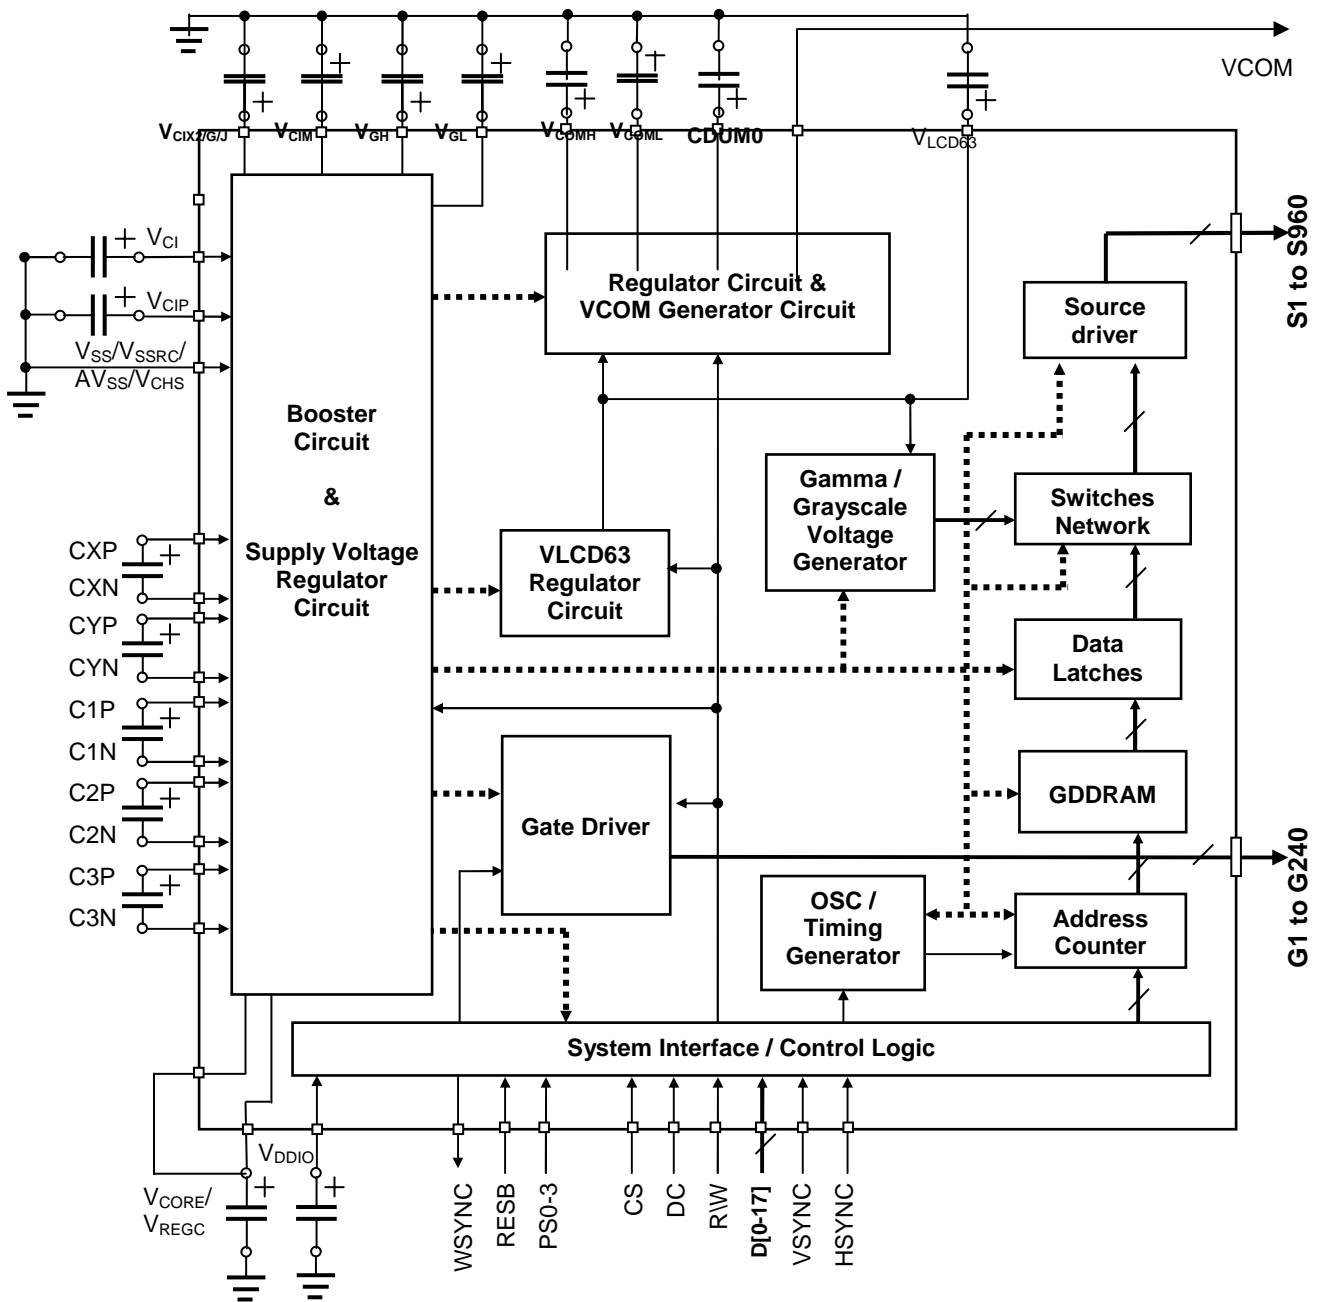 VCOM
VCIX2/G/J
VCIM
VGH
VGL
VCOMH
VCOML
CDUM0
VLCD63
S1 to S960
VCI
VCIP
VSS/VSSRC/
AVSS/VCHS
Booster
Circuit
&
Supply Voltage
Regulator
Circuit
Regulator Circuit &
VCOM Generator Circuit
Source
driver
Gamma /
Grayscale
Voltage
Generator
Switches
Network
VLCD63
Regulator
Circuit
CXP
CXN
CYP
CYN
C1P
C1N
C2P
C2N
C3P
C3N
Data
Latches
GDDRAM
Gate Driver
G1 to G240
OSC /
Timing
Generator
Address
Counter
System Interface / Control Logic
VDDIO
VCORE/
VREGC
WSYNC
RESB
PS0-3
CS
DC
R\W
D[0-17]
VSYNC
HSYNC